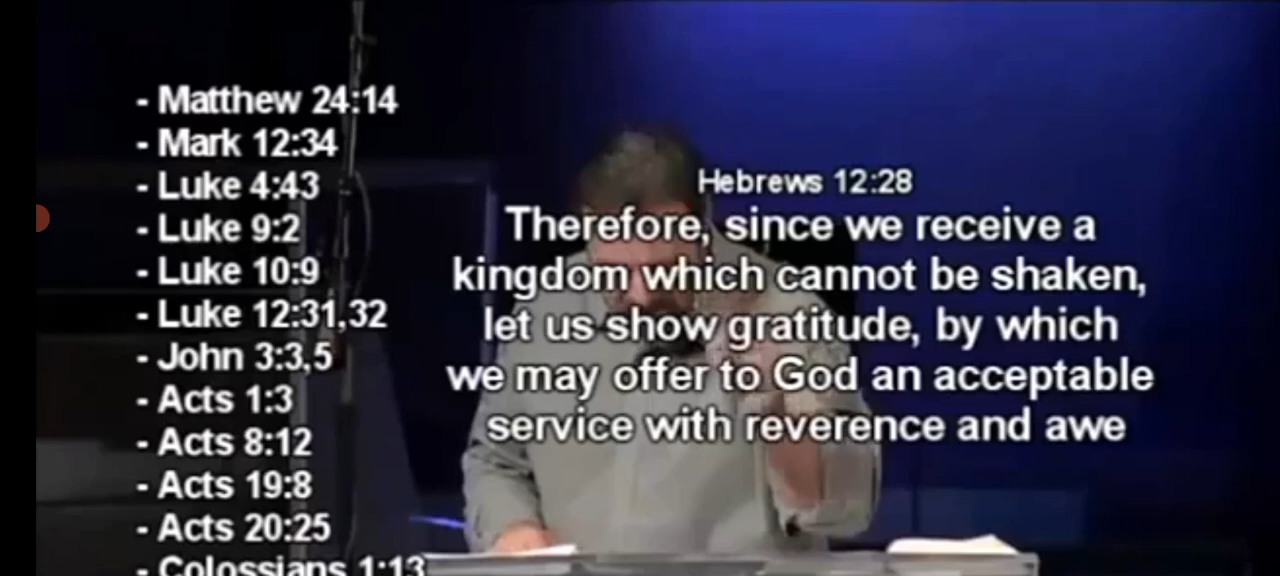 - Matthew 24:14
- Mark 12:34
- Luke 4:43
- Luke 9:2
- Luke 10:9
- Luke 12:31,32
- John 3:3,5
- Acts 1:3
- Acts 8:12
- Acts 19:8
- Acts 20:25
- Colossians 1:13
Hebrews 12:28
Therefore, since we receive a
kingdom which cannot be shaken,
let us show gratitude, by which
we may offer to God an acceptable
service with reverence and awe